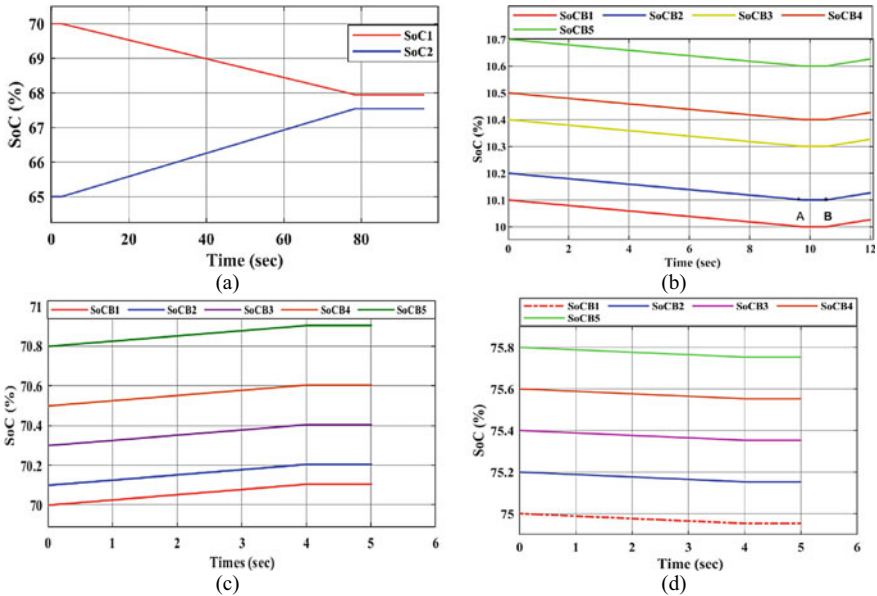 SoCB1 SoCB2 SoCB3 SoCB4
SoCB5
70
69
68
67
66
65
SoC (%)
SoC1
SoC2
0 20 40 60 80
Time (sec)
(a)
10.7
10.6
10.5
10.4
10.3
10.2
10.1
10
SoC (%)
A B
0 2 4 6 8 10 12
Time (sec)
(b)
SoCB1 SoCB2 SoCB3 SoCB4 SoCB5
71
70.8
70.6
70.4
70.2
70
SoC (%)
0 1 2 3 4 5 6
Times (sec)
(c)
SoCB1 SoCB2 SoCB3 SoCB4
SoCB5
75.8
75.6
75.4
75.2
75
SoC (%)
0 1 2 3 4 5 6
Time (sec)
(d)